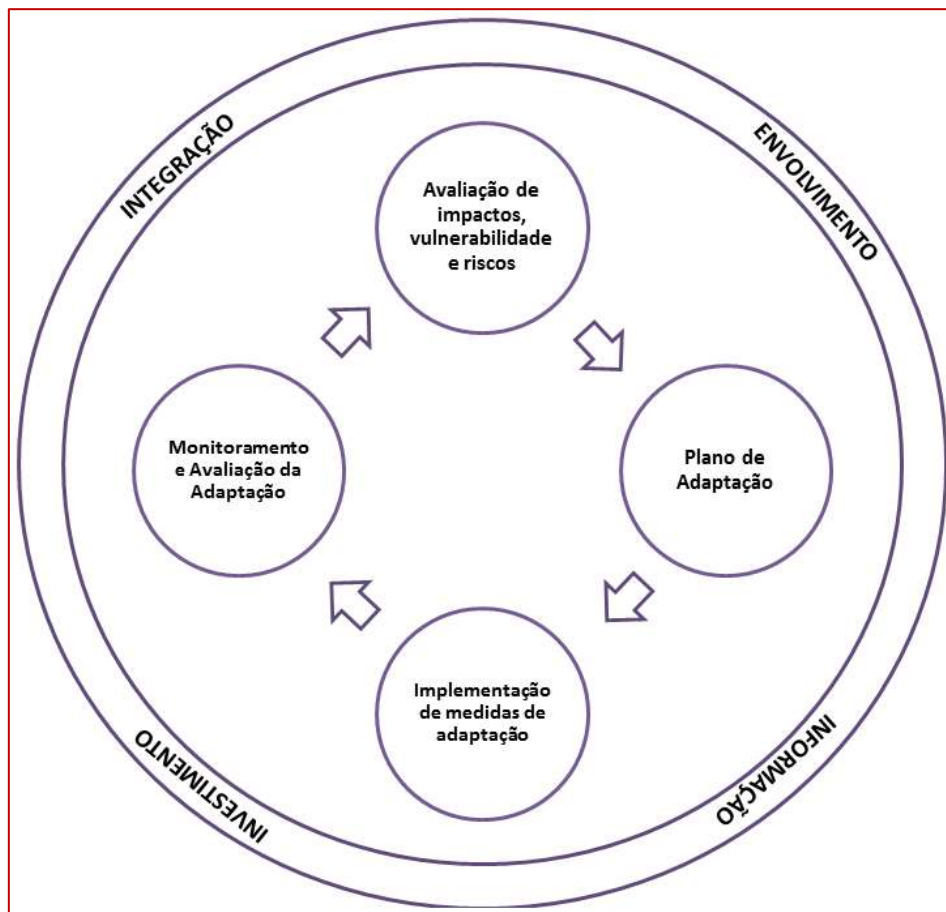 INTEGRAÇÃO
ENVOLVIMENTO
Avaliação de
impactos,
vulnerabilidade
e riscos
Monitoramento
e Avaliação da
Adaptação
Plano de
Adaptação
Implementação
de medidas de
adaptação
INVESTIMENTO
INFORMAÇÃO